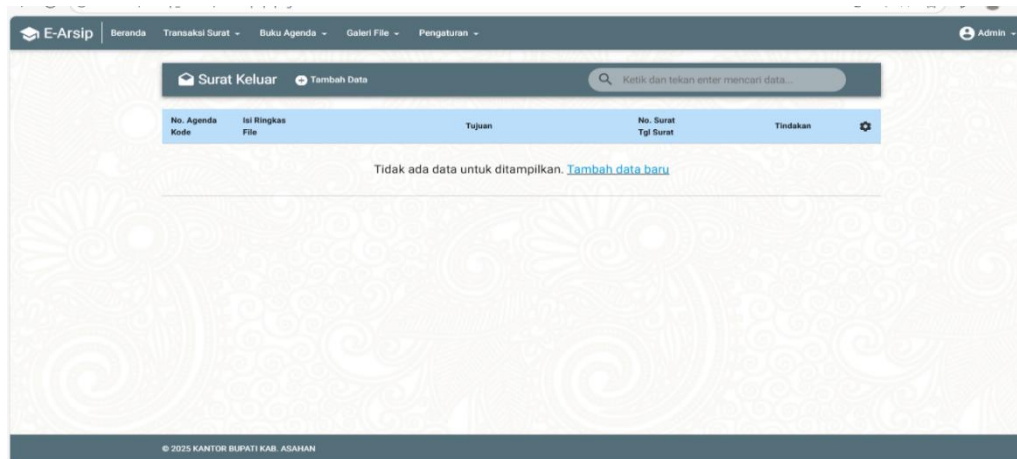 E-Arsip Beranda Transaksi Surat Buku Agenda Galeri File Pengaturan Admin
Surat Keluar Tambah Data Ketik dan tekan enter mencari data...
No. Agenda Isi Ringkas Tujuan No. Surat Tindakan
Kode File Tgl Surat
Tidak ada data untuk ditampilkan. Tambah data baru
© 2025 KANTOR BUPATI KAB. ASAHAN